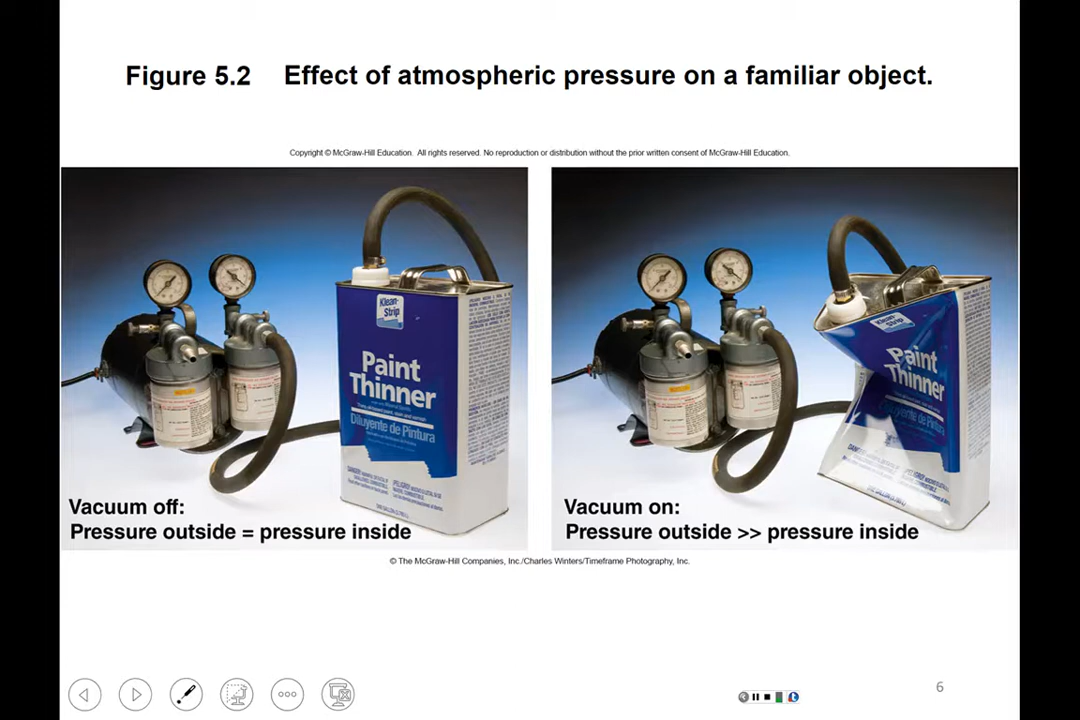 Figure 5.2 Effect of atmospheric pressure on a familiar object.
Copyright © McGraw-Hill Education. All rights reserved. No reproduction or distribution without the prior written consent of McGraw-Hill Education.
Klean-
Strip
Paint
Thinner
Diluyente de Pintura
Vacuum off:
Pressure outside = pressure inside
Klean-
Strip
Paint
Thinner
Diluyente de Pintura
Vacuum on:
Pressure outside >> pressure inside
© The McGraw-Hill Companies, Inc./Charles Winters/Timeframe Photography, Inc.
6